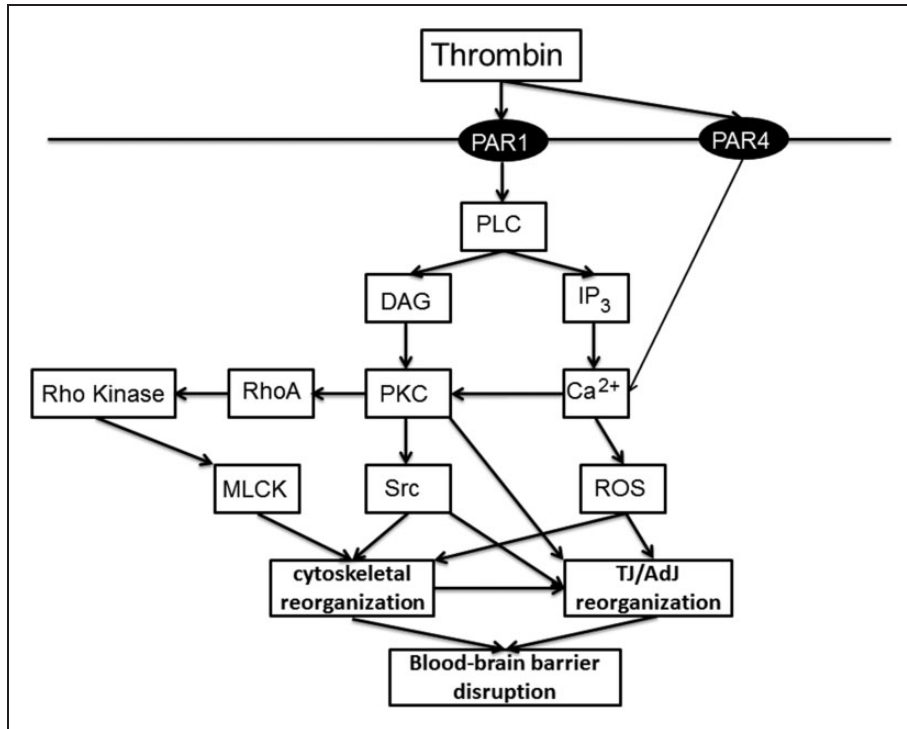 Thrombin
PAR1
PAR4
PLC
DAG
IP3
Rho Kinase
RhoA
PKC
Ca2+
MLCK
Src
ROS
cytoskeletal
reorganization
TJ/AdJ
reorganization
Blood-brain barrier
disruption